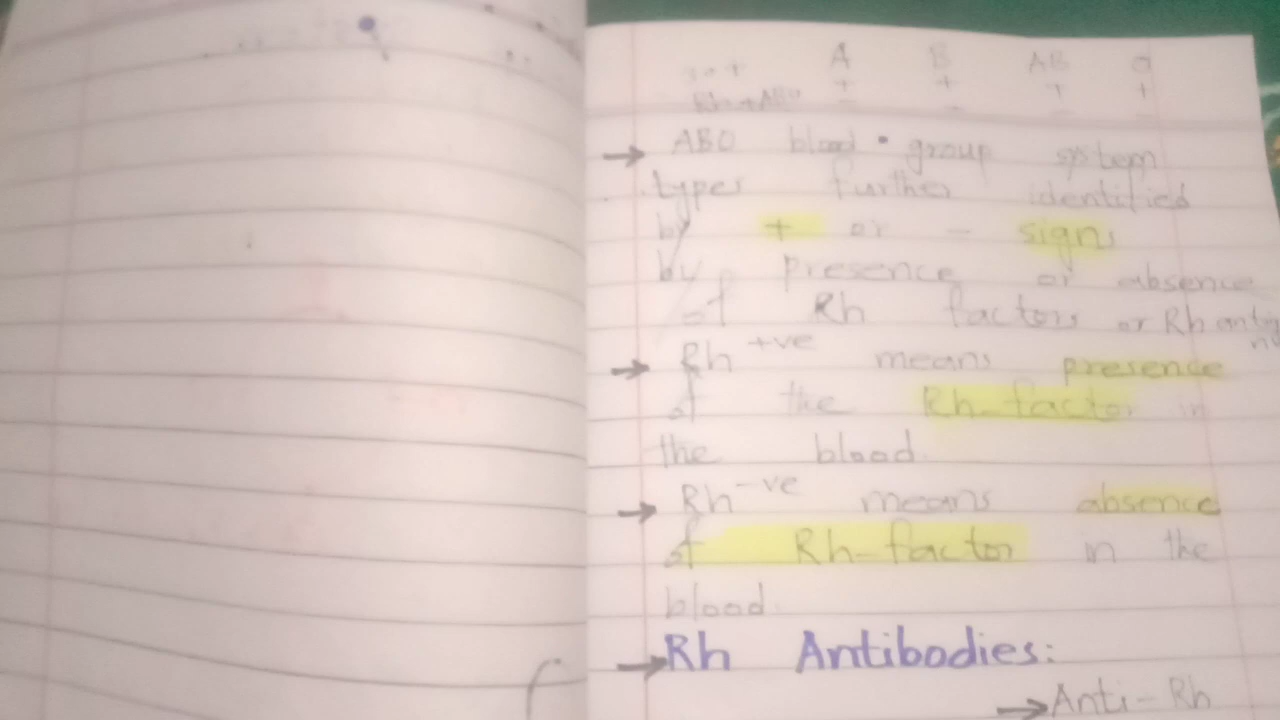 A B AB O
+ + + +
- -
→ ABO blood group system
types further identified
by + or - signs
by presence or absence
of Rh factors or Rh
→ Rh +ve means presence
of the Rh-factor in
the blood.
→ Rh -ve means absence
of Rh-factor in the
blood.
→ Rh Antibodies:
→ Anti-Rh